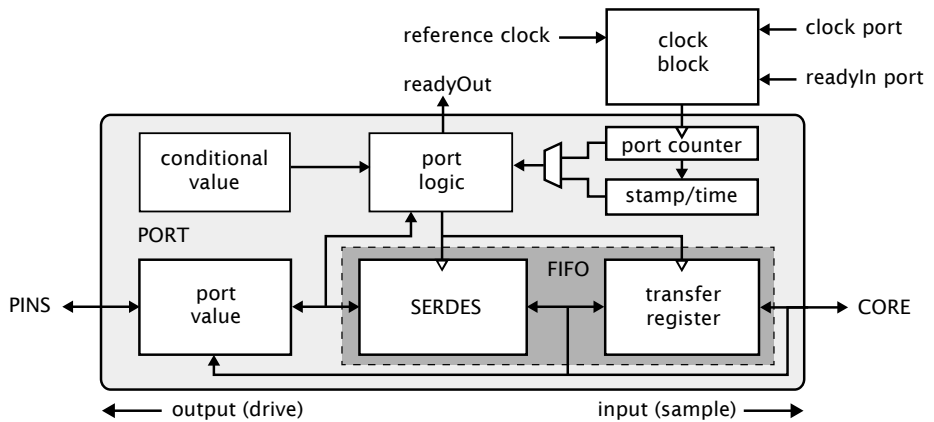 reference clock
clock
block
clock port
readyIn port
readyOut
conditional
value
port
logic
port counter
stamp/time
PORT
FIFO
PINS
port
value
SERDES
transfer
register
CORE
output (drive)
input (sample)